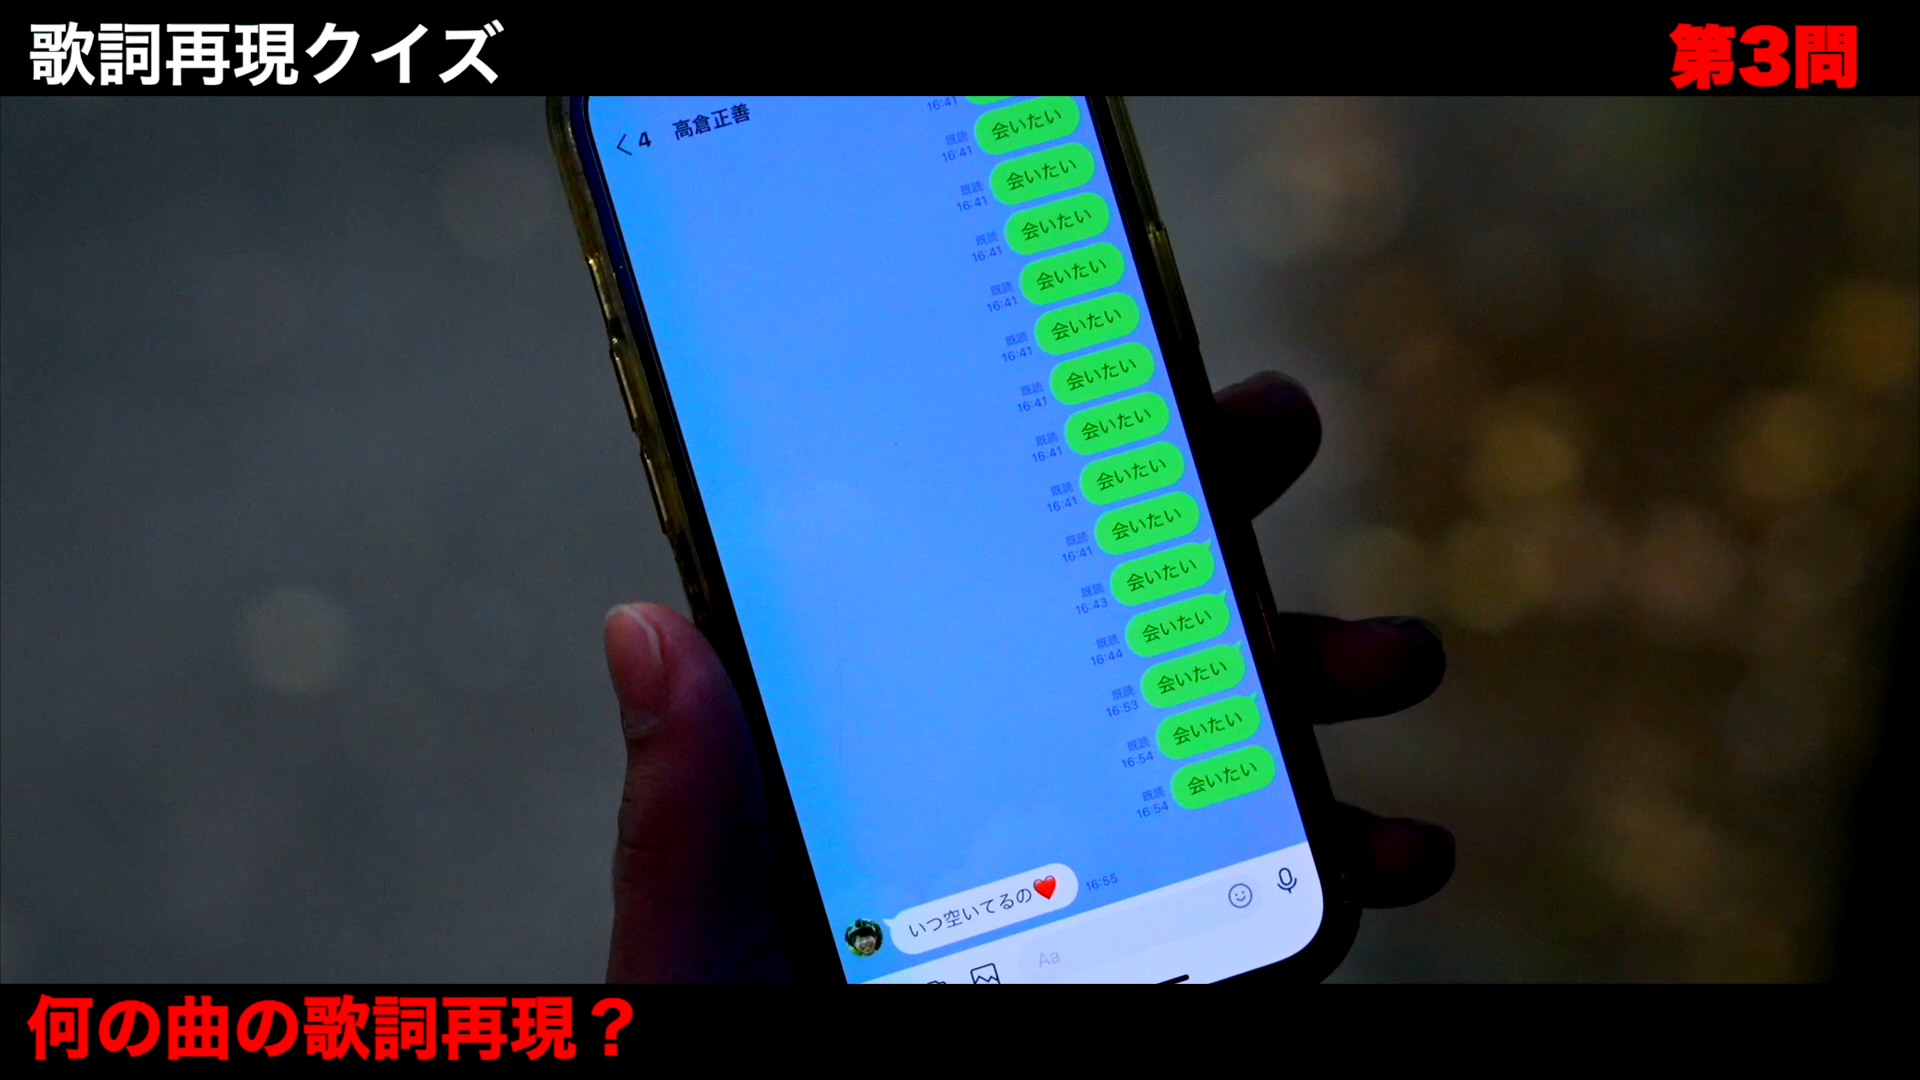 歌詞再現クイズ
第3問
4 高倉正善
16:41
会いたい
既読
16:41
会いたい
既読
16:41
会いたい
既読
16:41
会いたい
既読
16:41
会いたい
既読
16:41
会いたい
既読
16:41
会いたい
既読
16:41
会いたい
既読
16:41
会いたい
既読
16:41
会いたい
既読
16:43
会いたい
既読
16:44
会いたい
既読
16:53
会いたい
既読
16:54
会いたい
既読
16:54
いつ空いてるの❤️ 16:55
Aa
何の曲の歌詞再現？